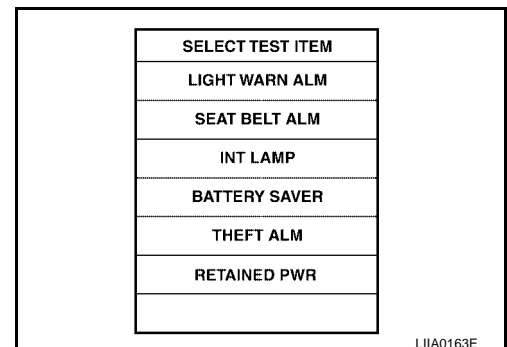 SELECT TEST ITEM
LIGHT WARN ALM
SEAT BELT ALM
INT LAMP
BATTERY SAVER
THEFT ALM
RETAINED PWR
LIIA0163E